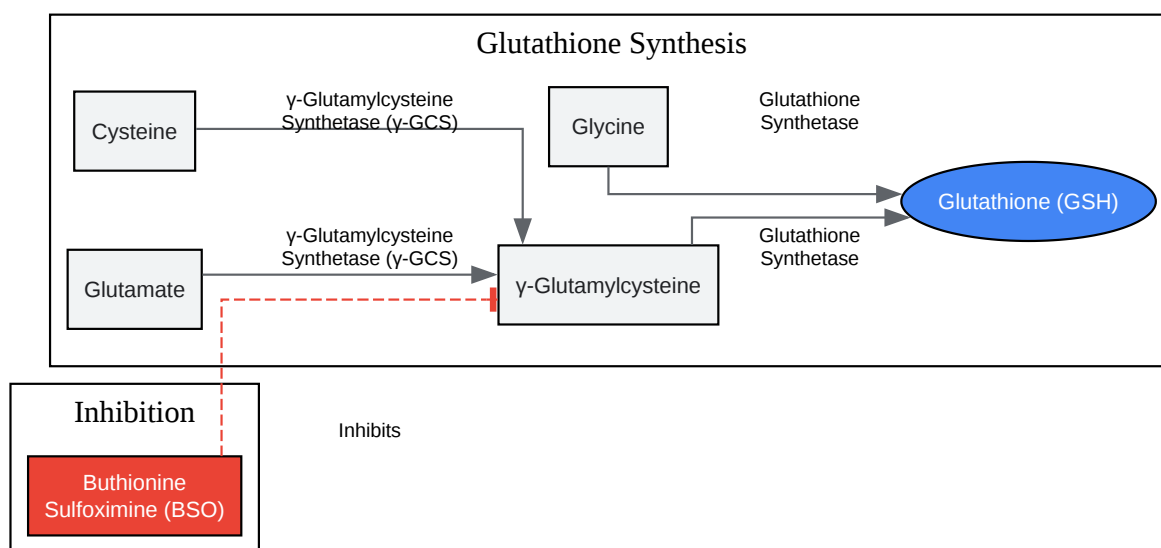 Glutathione Synthesis
Cysteine
γ-Glutamylcysteine
Synthetase (γ-GCS)
Glycine
Glutathione
Synthetase
Glutathione (GSH)
Glutamate
γ-Glutamylcysteine
Synthetase (γ-GCS)
γ-Glutamylcysteine
Glutathione
Synthetase
Inhibition
Inhibits
Buthionine
Sulfoximine (BSO)